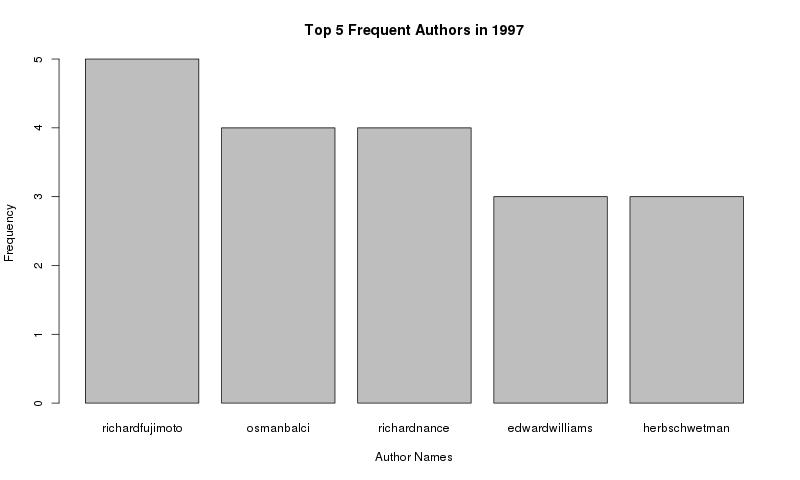 Top 5 Frequent Authors in 1997
5
4
3
2
1
0
Frequency
richardfujimoto osmanbalci richardnance edwardwilliams herbschwetman
Author Names